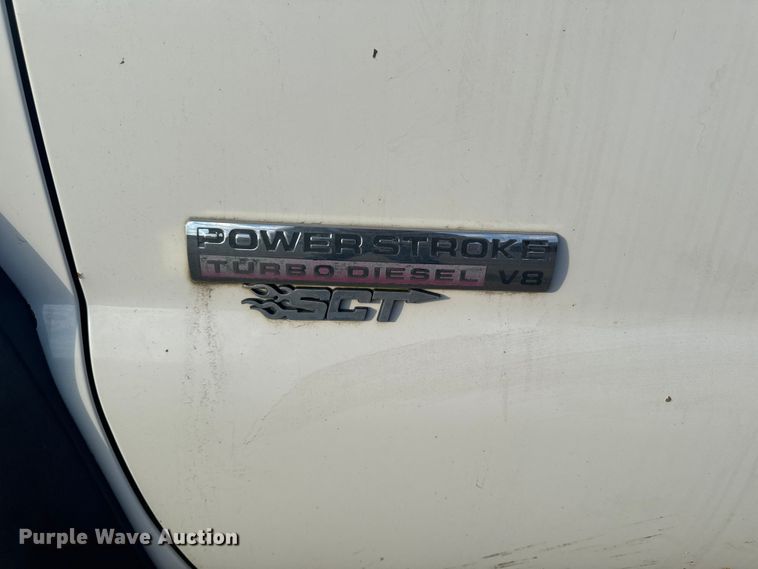 POWER STROKE
TURBO DIESEL V8
SCT
Purple Wave Auction